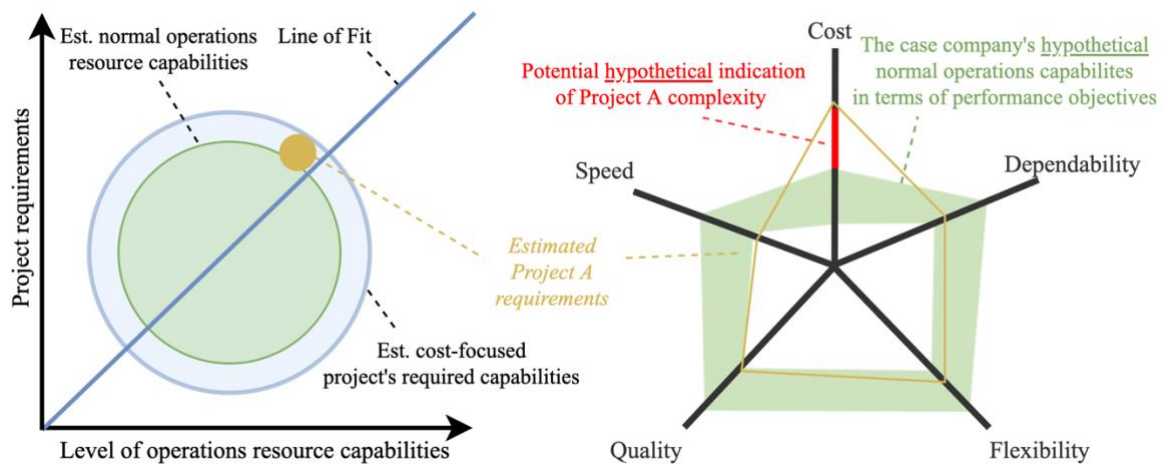 Est. normal operations
resource capabilities
Line of Fit
Project requirements
Est. cost-focused
project's required capabilities
Level of operations resource capabilities
Estimated
Project A
requirements
Cost
Potential hypothetical indication
of Project A complexity
The case company's hypothetical
normal operations capabilites
in terms of performance objectives
Speed
Dependability
Quality
Flexibility